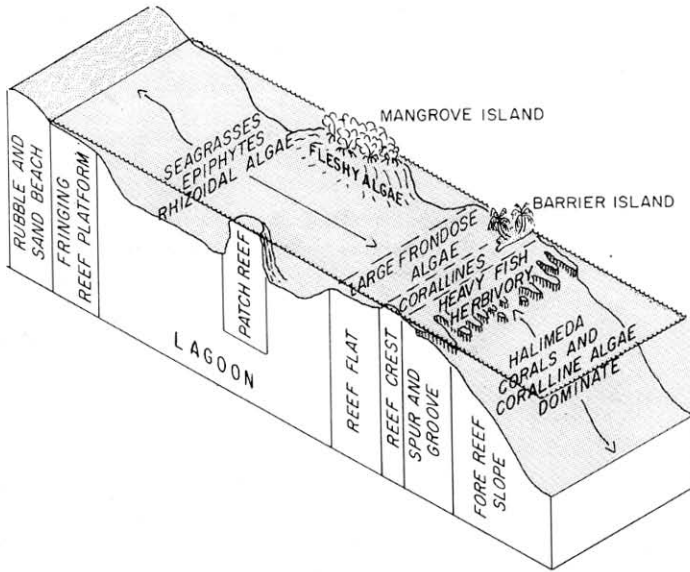 MANGROVE ISLAND
BARRIER ISLAND
SEAGRASSES
EPIPHYTES
RHIZOIDAL ALGAE
FLESHY ALGAE
LARGE FRONDOSE
ALGAE
CORALLINES
HEAVY FISH
HERBIVORY
HALIMEDA
CORALS AND
CORALLINE ALGAE
DOMINATE
RUBBLE AND
SAND BEACH
FRINGING
REEF PLATFORM
PATCH REEF
LAGOON
REEF FLAT
REEF CREST
SPUR AND
GROOVE
FORE REEF
SLOPE